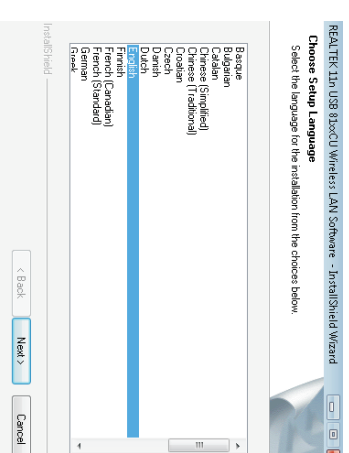 REALTEK 11n USB 81xxCU Wireless LAN Software - InstallShield Wizard
Choose Setup Language
Select the language for the installation from the choices below.
Basque
Bulgarian
Catalan
Chinese (Simplified)
Chinese (Traditional)
Croatian
Czech
Danish
Dutch
English
Finnish
French (Canadian)
French (Standard)
German
Greek
InstallShield
< Back
Next >
Cancel